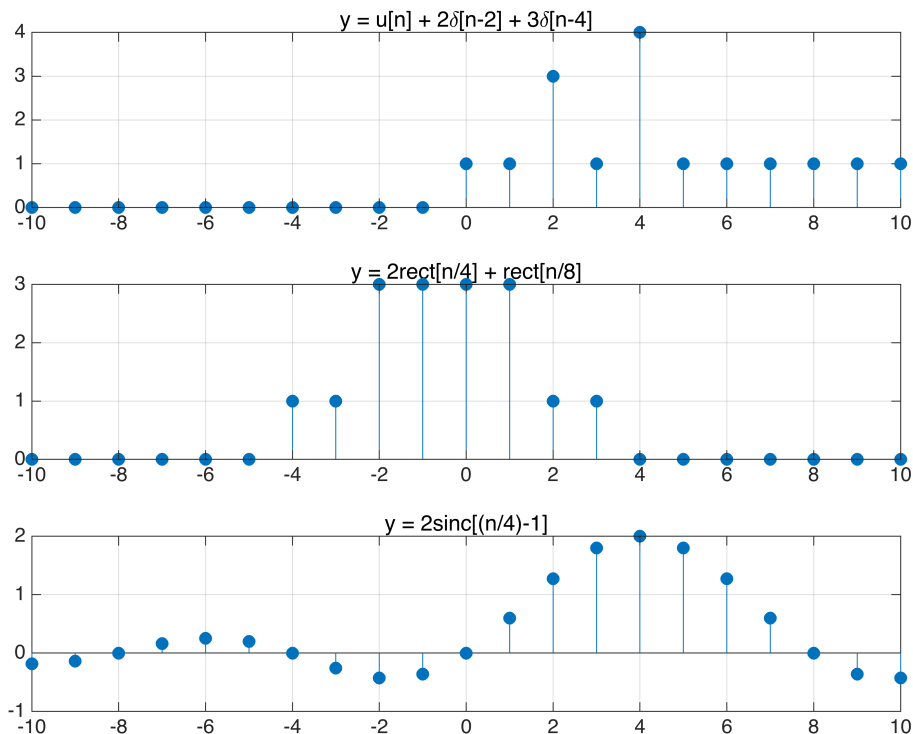 y = u[n] + 2δ[n-2] + 3δ[n-4]
4
3
2
1
0
-10 -8 -6 -4 -2 0 2 4 6 8 10
y = 2rect[n/4] + rect[n/8]
3
2
1
0
-10 -8 -6 -4 -2 0 2 4 6 8 10
y = 2sinc[(n/4)-1]
2
1
0
-1
-10 -8 -6 -4 -2 0 2 4 6 8 10